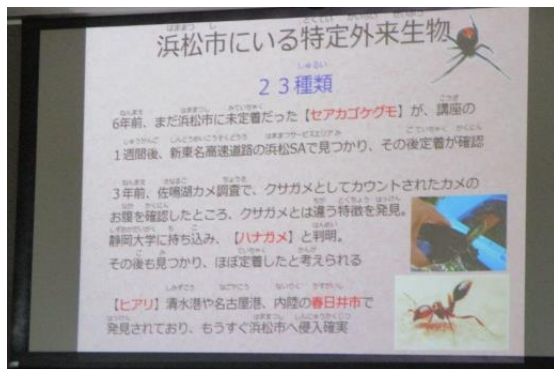 浜松市にいる特定外来生物
23種類
6年前、まだ浜松市に未定着だった【セアカゴケグモ】が、講座の
1週間後、新東名高速道路の浜松SAで見つかり、その後定着が確認
3年前、佐鳴湖カメ調査で、クサガメとしてカウントされたカメの
お腹を確認したところ、クサガメとは違う特徴を発見。
静岡大学に持ち込み、【ハナガメ】と判明。
その後も見つかり、ほぼ定着したと考えられる
【ヒアリ】清水港や名古屋港、内陸の春日井市で
発見されており、もうすぐ浜松市へ侵入確実